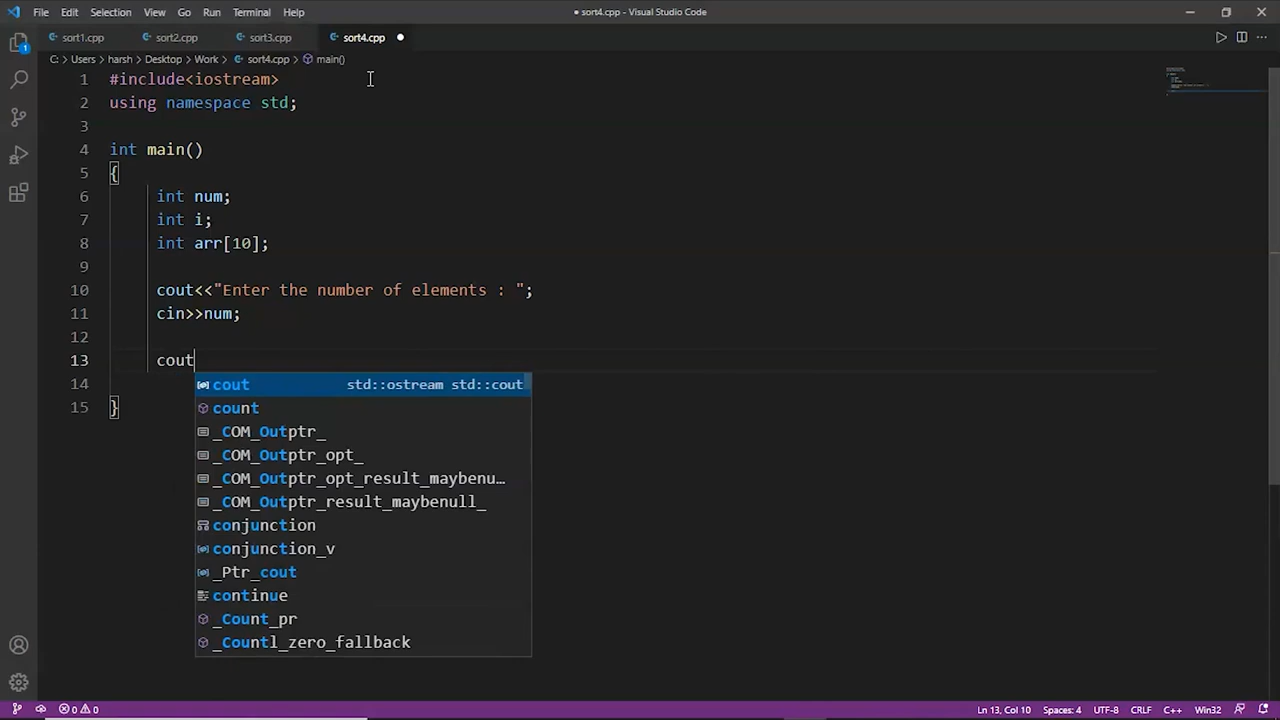 File Edit Selection View Go Run Terminal Help
● sort4.cpp - Visual Studio Code
sort1.cpp sort2.cpp sort3.cpp sort4.cpp ●
C: > Users > harsh > Desktop > Work > sort4.cpp > main()
1 #include<iostream>
2 using namespace std;
3
4 int main()
5 {
6 int num;
7 int i;
8 int arr[10];
9
10 cout<<"Enter the number of elements : ";
11 cin>>num;
12
13 cout
14
15 }
cout std::ostream std::cout
count
_COM_Outptr_
_COM_Outptr_opt_
_COM_Outptr_opt_result_maybenu…
_COM_Outptr_result_maybenull_
conjunction
conjunction_v
_Ptr_cout
continue
_Count_pr
_Countl_zero_fallback
1
0 0 Ln 13, Col 10 Spaces: 4 UTF-8 CRLF C++ Win32